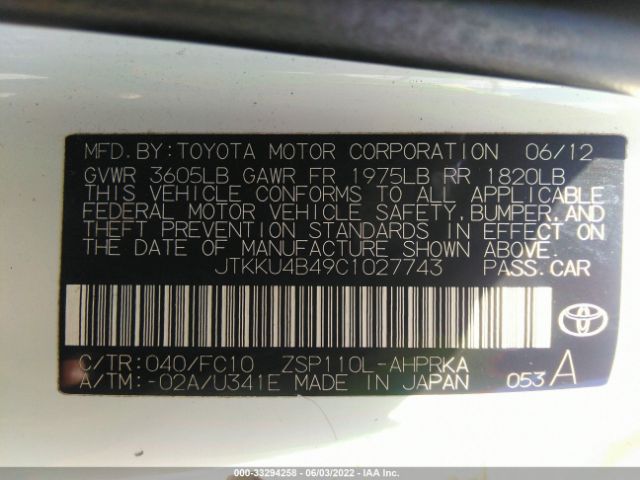 MFD.BY:TOYOTA MOTOR CORPORATION 06/12
GVWR 3605LB GAWR FR 1975LB RR 1820LB
THIS VEHICLE CONFORMS TO ALL APPLICABLE
FEDERAL MOTOR VEHICLE SAFETY, BUMPER, AND
THEFT PREVENTION STANDARDS IN EFFECT ON
THE DATE OF MANUFACTURE SHOWN ABOVE.
JTKKU4B49C1027743 PASS.CAR
C/TR:040/FC10 ZSP110L-AHPRKA
A/TM:-02A/U341E MADE IN JAPAN 053 A
000-33294258 - 06/03/2022 - IAA Inc.